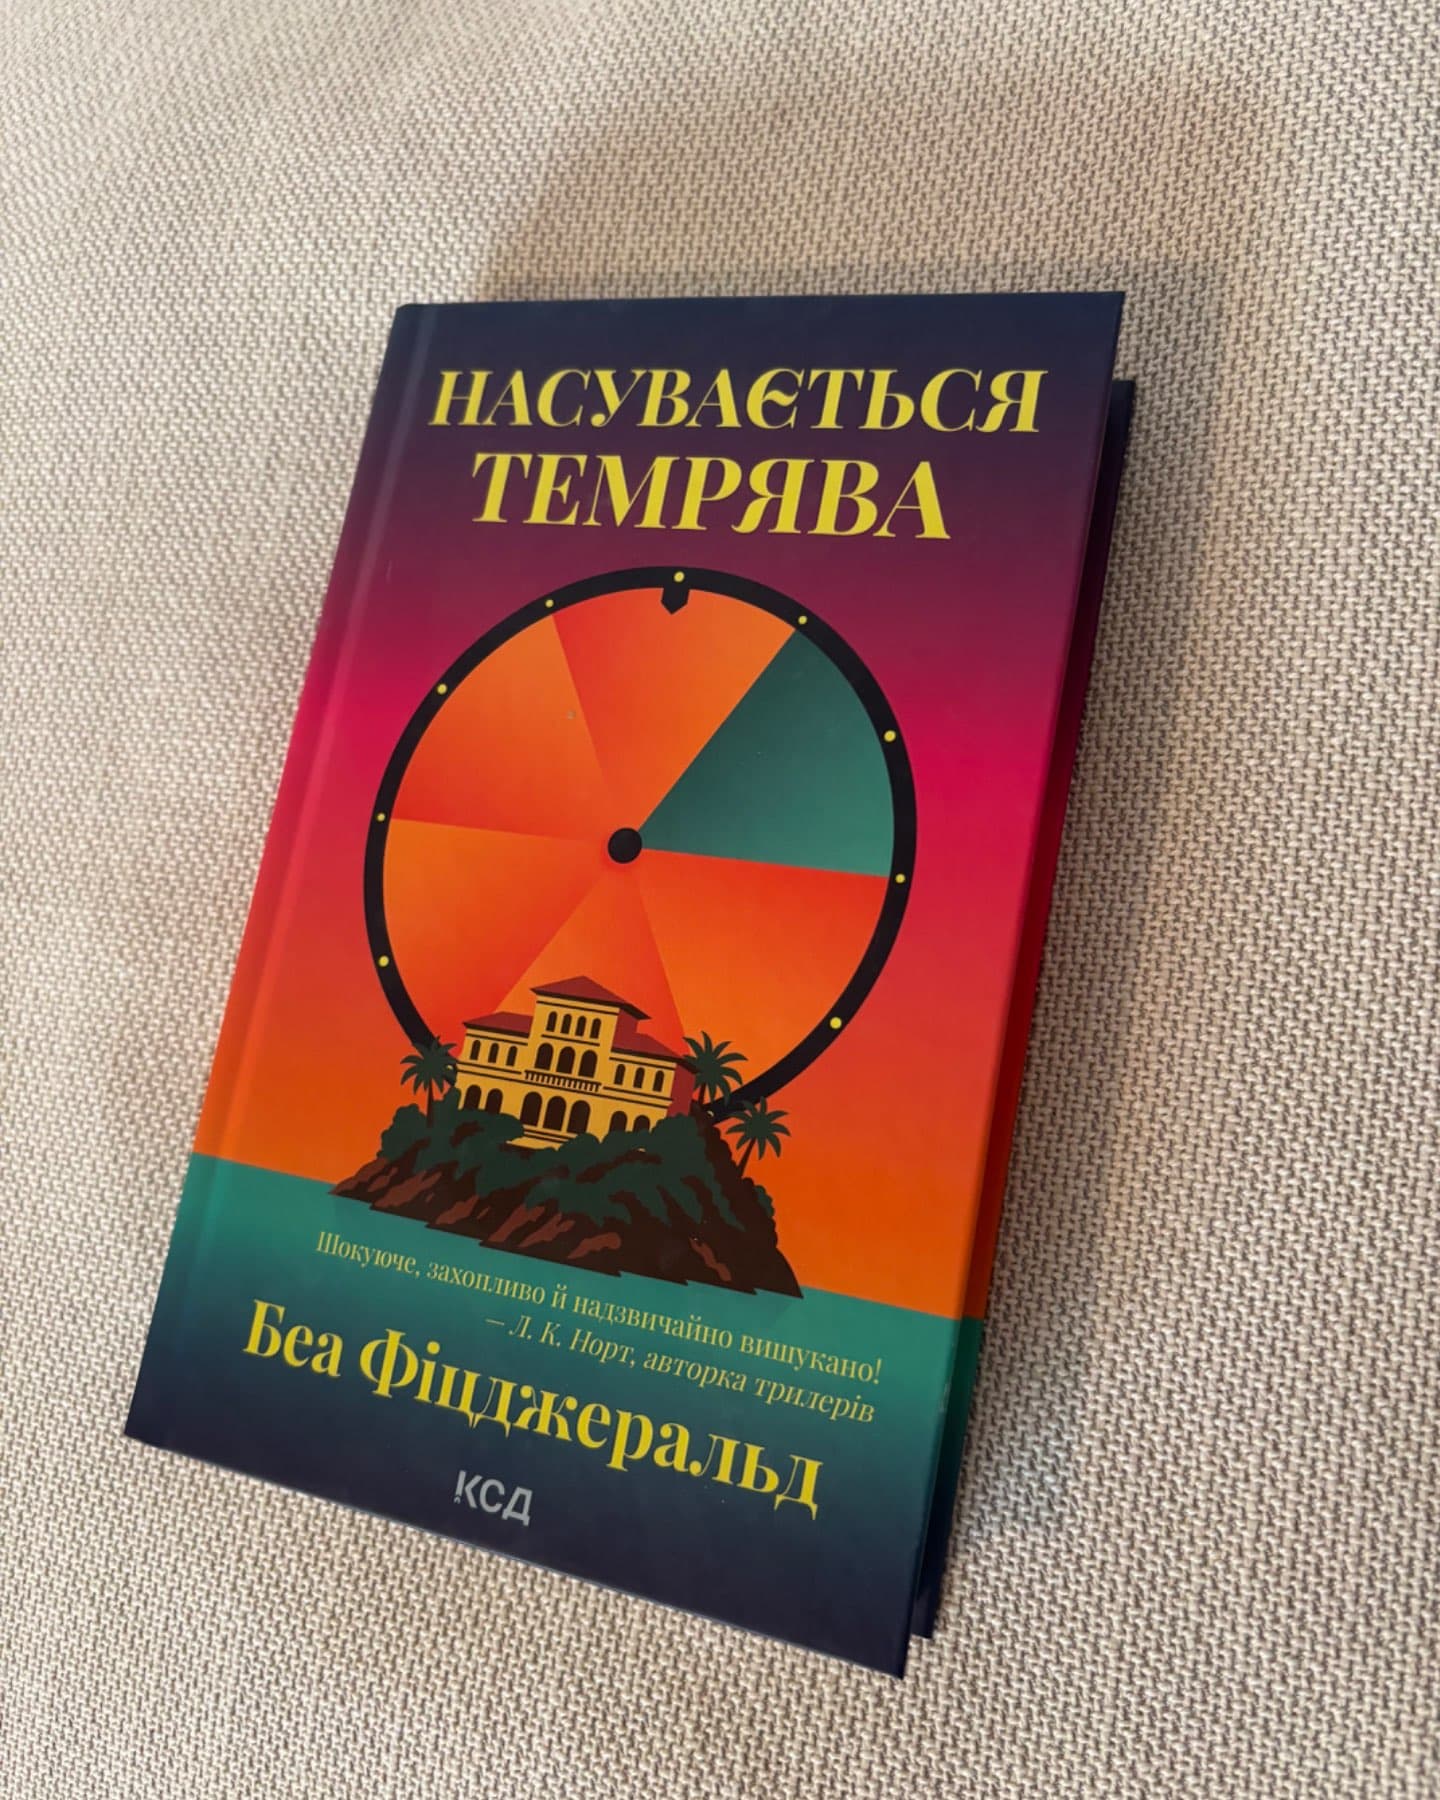 НАСУВАЄТЬСЯ
ТЕМРЯВА
Шокуюче, захопливо й надзвичайно вишукано!
— Л. К. Норт, авторка трилерів
Беа Фіцджеральд
КСД